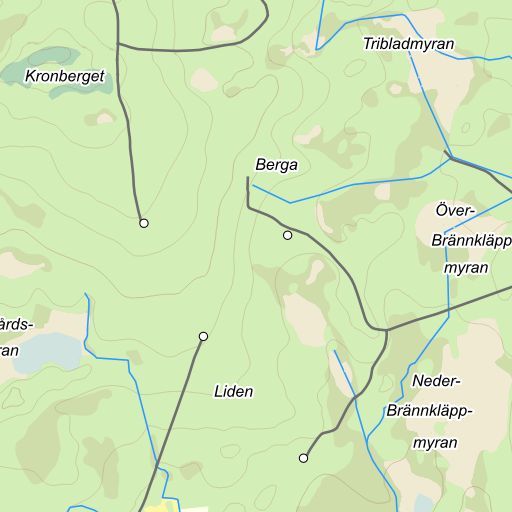 Tribladmyran
Kronberget
Berga
Över-
Brännkläpp
myran
Liden
Neder-
Brännkläpp-
myran